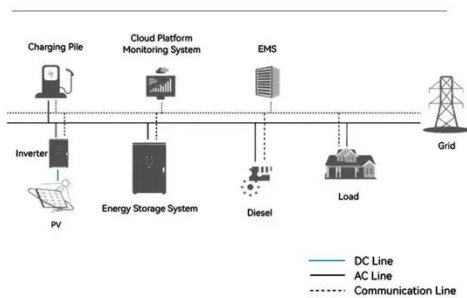 Charging Pile
Cloud Platform
Monitoring System
EMS
Grid
Inverter
PV
Energy Storage System
Diesel
Load
DC Line
AC Line
Communication Line